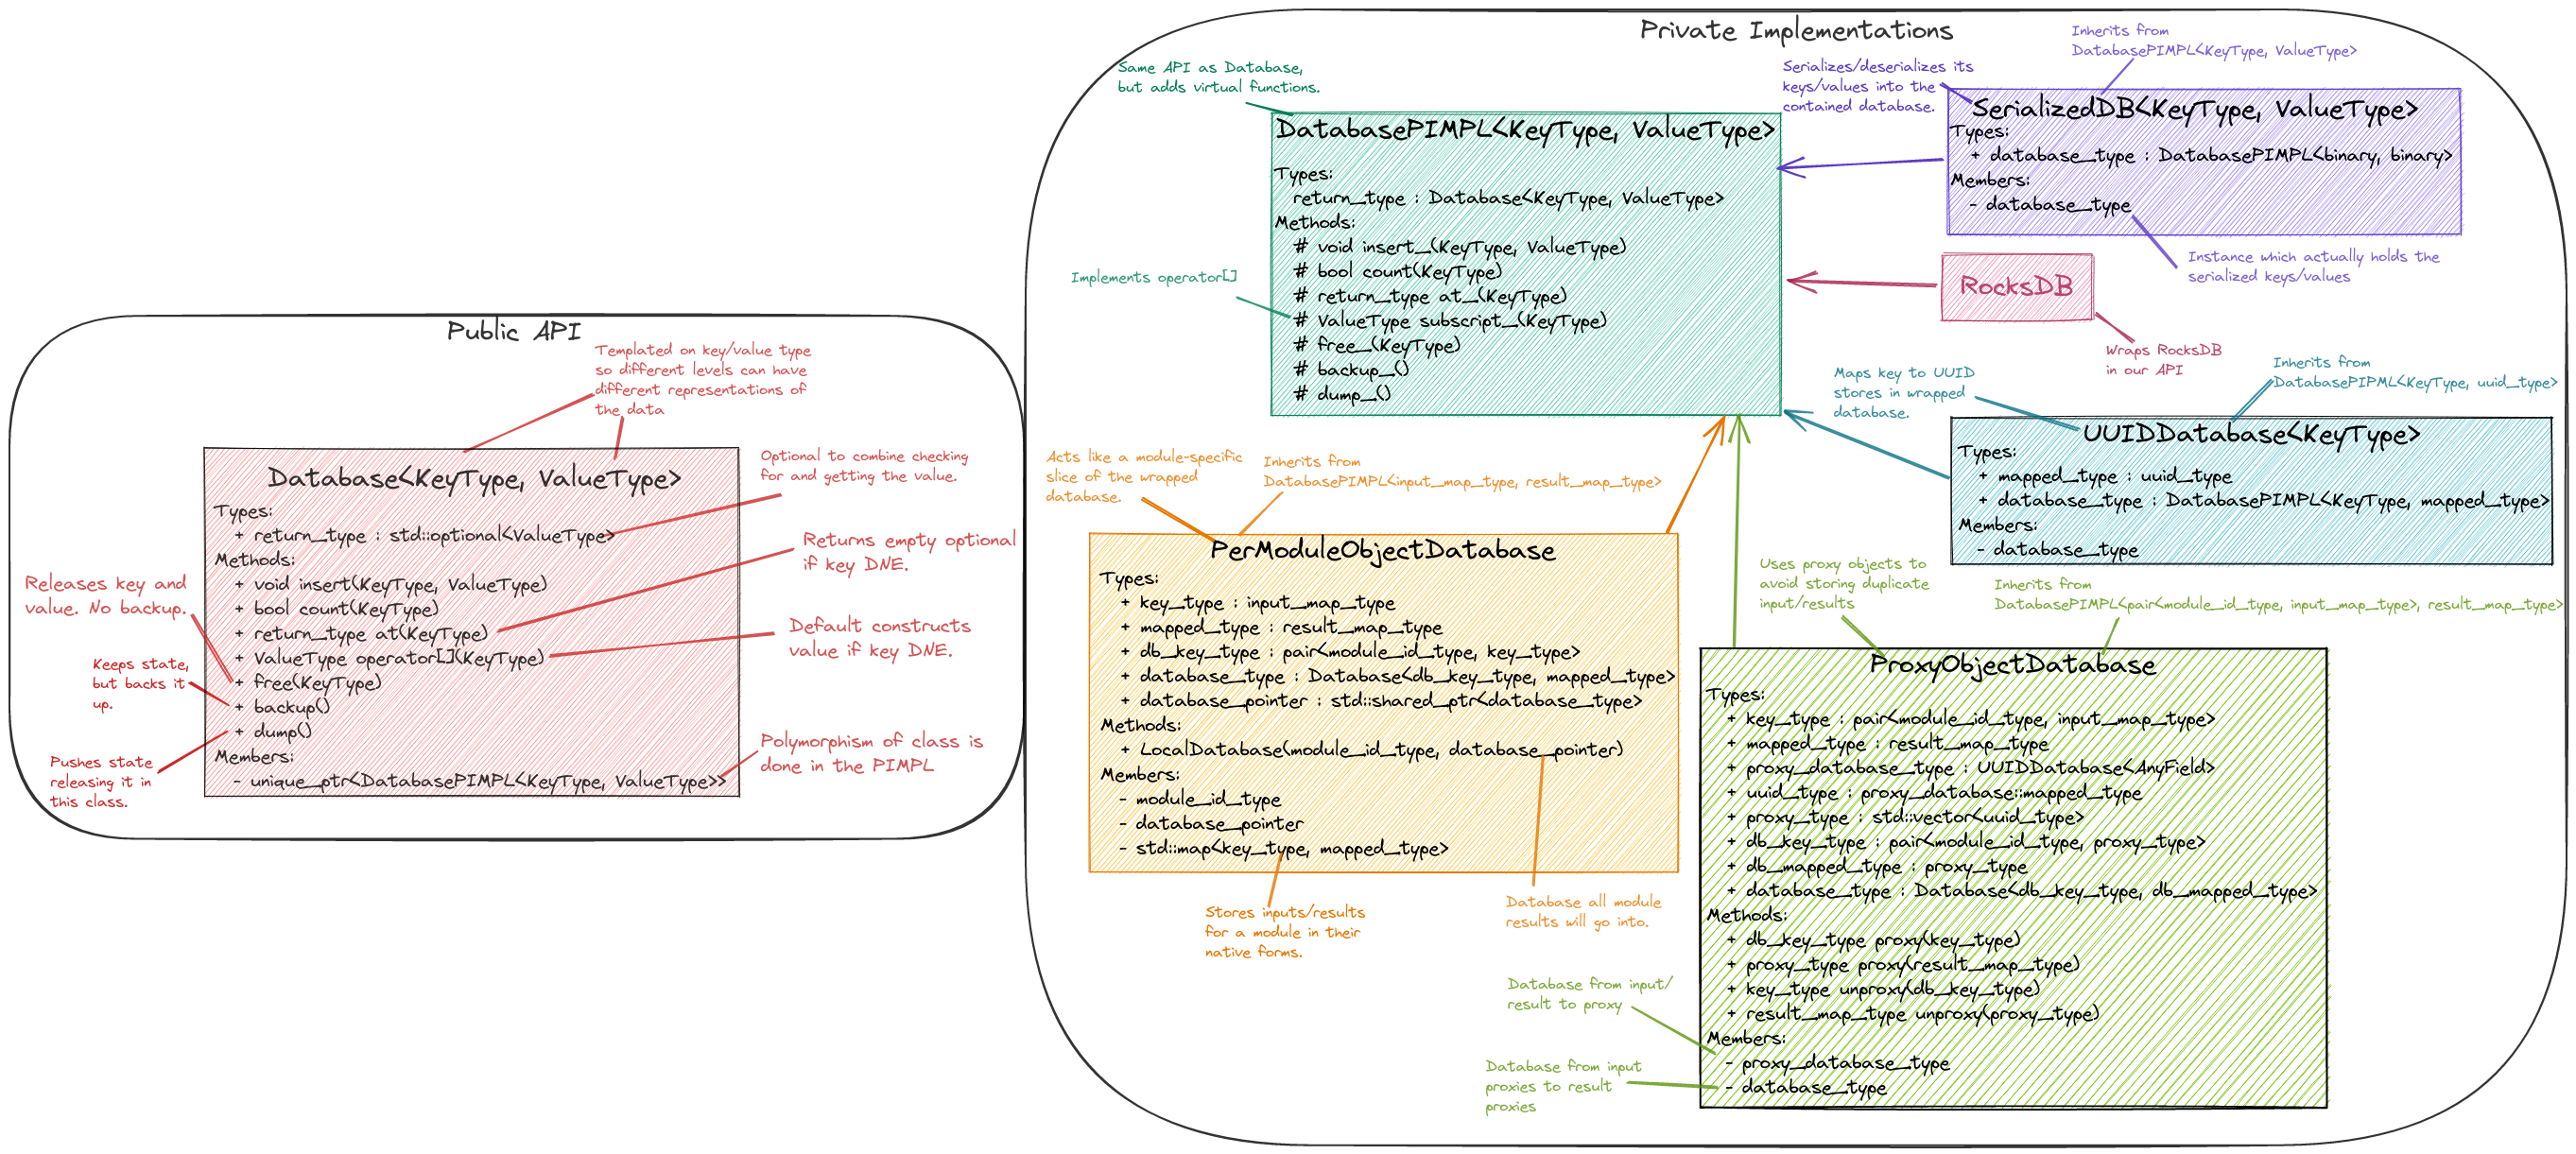 Public API
Templated on key/value type
so different levels can have
different representations of
the data
Database<KeyType, ValueType>
Types:
+ return_type : std::optional<ValueType>
Methods:
+ void insert(KeyType, ValueType)
+ bool count(KeyType)
+ return_type at(KeyType)
+ ValueType operator[](KeyType)
+ free(KeyType)
+ backup()
+ dump()
Members:
- unique_ptr<DatabasePIMPL<KeyType, ValueType>>
Optional to combine checking
for and getting the value.
Returns empty optional
if key DNE.
Default constructs
value if key DNE.
Polymorphism of class is
done in the PIMPL
Releases key and
value. No backup.
Keeps state,
but backs it
up.
Pushes state
releasing it in
this class.
Private Implementations
Same API as Database,
but adds virtual functions.
DatabasePIMPL<KeyType, ValueType>
Types:
return_type : Database<KeyType, ValueType>
Methods:
# void insert_(KeyType, ValueType)
# bool count(KeyType)
# return_type at_(KeyType)
# ValueType subscript_(KeyType)
# free_(KeyType)
# backup_()
# dump_()
Implements operator[]
Serializes/deserializes its
keys/values into the
contained database.
Inherits from
DatabasePIMPL<KeyType, ValueType>
SerializedDB<KeyType, ValueType>
Types:
+ database_type : DatabasePIMPL<binary, binary>
Members:
- database_type
Instance which actually holds the
serialized keys/values
RocksDB
Wraps RocksDB
in our API
Maps key to UUID
stores in wrapped
database.
Inherits from
DatabasePIPML<KeyType, uuid_type>
UUIDDatabase<KeyType>
Types:
+ mapped_type : uuid_type
+ database_type : DatabasePIMPL<KeyType, mapped_type>
Members:
- database_type
Acts like a module-specific
slice of the wrapped
database.
Inherits from
DatabasePIMPL<input_map_type, result_map_type>
PerModuleObjectDatabase
Types:
+ key_type : input_map_type
+ mapped_type : result_map_type
+ db_key_type : pair<module_id_type, key_type>
+ database_type : Database<db_key_type, mapped_type>
+ database_pointer : std::shared_ptr<database_type>
Methods:
+ LocalDatabase(module_id_type, database_pointer)
Members:
- module_id_type
- database_pointer
- std::map<key_type, mapped_type>
Stores inputs/results
for a module in their
native forms.
Database all module
results will go into.
Uses proxy objects to
avoid storing duplicate
input/results
Inherits from
DatabasePIMPL<pair<module_id_type, input_map_type>, result_map_type>
ProxyObjectDatabase
Types:
+ key_type : pair<module_id_type, input_map_type>
+ mapped_type : result_map_type
+ proxy_database_type : UUIDDatabase<AnyField>
+ uuid_type : proxy_database::mapped_type
+ proxy_type : std::vector<uuid_type>
+ db_key_type : pair<module_id_type, proxy_type>
+ db_mapped_type : proxy_type
+ database_type : Database<db_key_type, db_mapped_type>
Methods:
+ db_key_type proxy(key_type)
+ proxy_type proxy(result_map_type)
+ key_type unproxy(db_key_type)
+ result_map_type unproxy(proxy_type)
Members:
- proxy_database_type
- database_type
Database from input/
result to proxy
Database from input
proxies to result
proxies